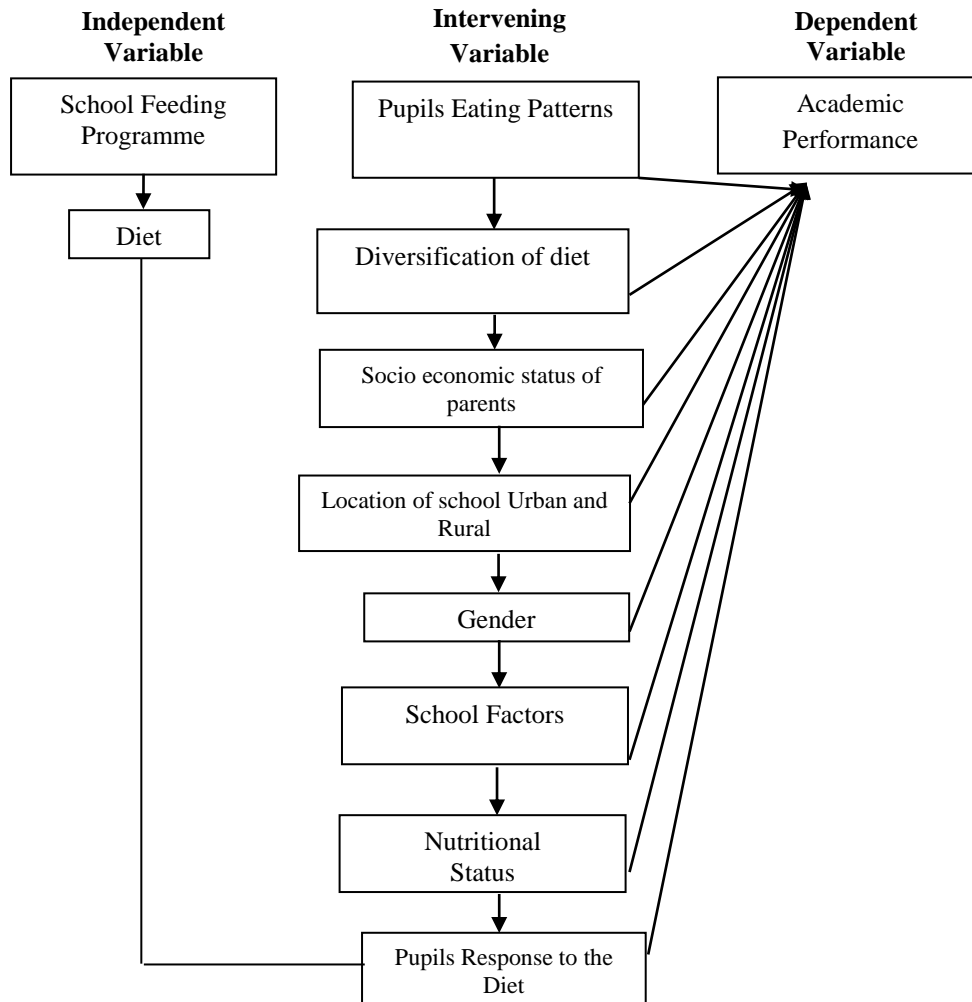 Independent
Variable
Intervening
Variable
Dependent
Variable
School Feeding
Programme
Pupils Eating Patterns
Academic
Performance
Diet
Diversification of diet
Socio economic status of
parents
Location of school Urban and
Rural
Gender
School Factors
Nutritional
Status
Pupils Response to the
Diet